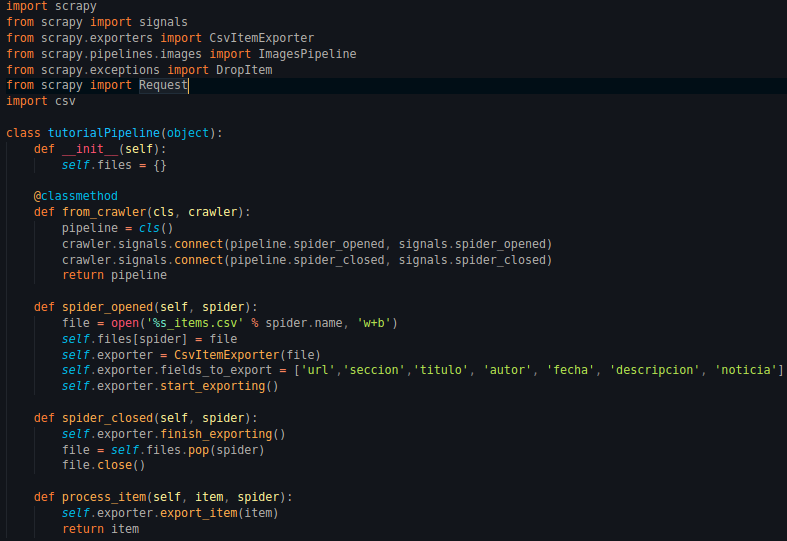 import scrapy
from scrapy import signals
from scrapy.exporters import CsvItemExporter
from scrapy.pipelines.images import ImagesPipeline
from scrapy.exceptions import DropItem
from scrapy import Request
import csv

class tutorialPipeline(object):
    def __init__(self):
        self.files = {}

    @classmethod
    def from_crawler(cls, crawler):
        pipeline = cls()
        crawler.signals.connect(pipeline.spider_opened, signals.spider_opened)
        crawler.signals.connect(pipeline.spider_closed, signals.spider_closed)
        return pipeline

    def spider_opened(self, spider):
        file = open('%s_items.csv' % spider.name, 'w+b')
        self.files[spider] = file
        self.exporter = CsvItemExporter(file)
        self.exporter.fields_to_export = ['url','seccion','titulo', 'autor', 'fecha', 'descripcion', 'noticia']
        self.exporter.start_exporting()

    def spider_closed(self, spider):
        self.exporter.finish_exporting()
        file = self.files.pop(spider)
        file.close()

    def process_item(self, item, spider):
        self.exporter.export_item(item)
        return item